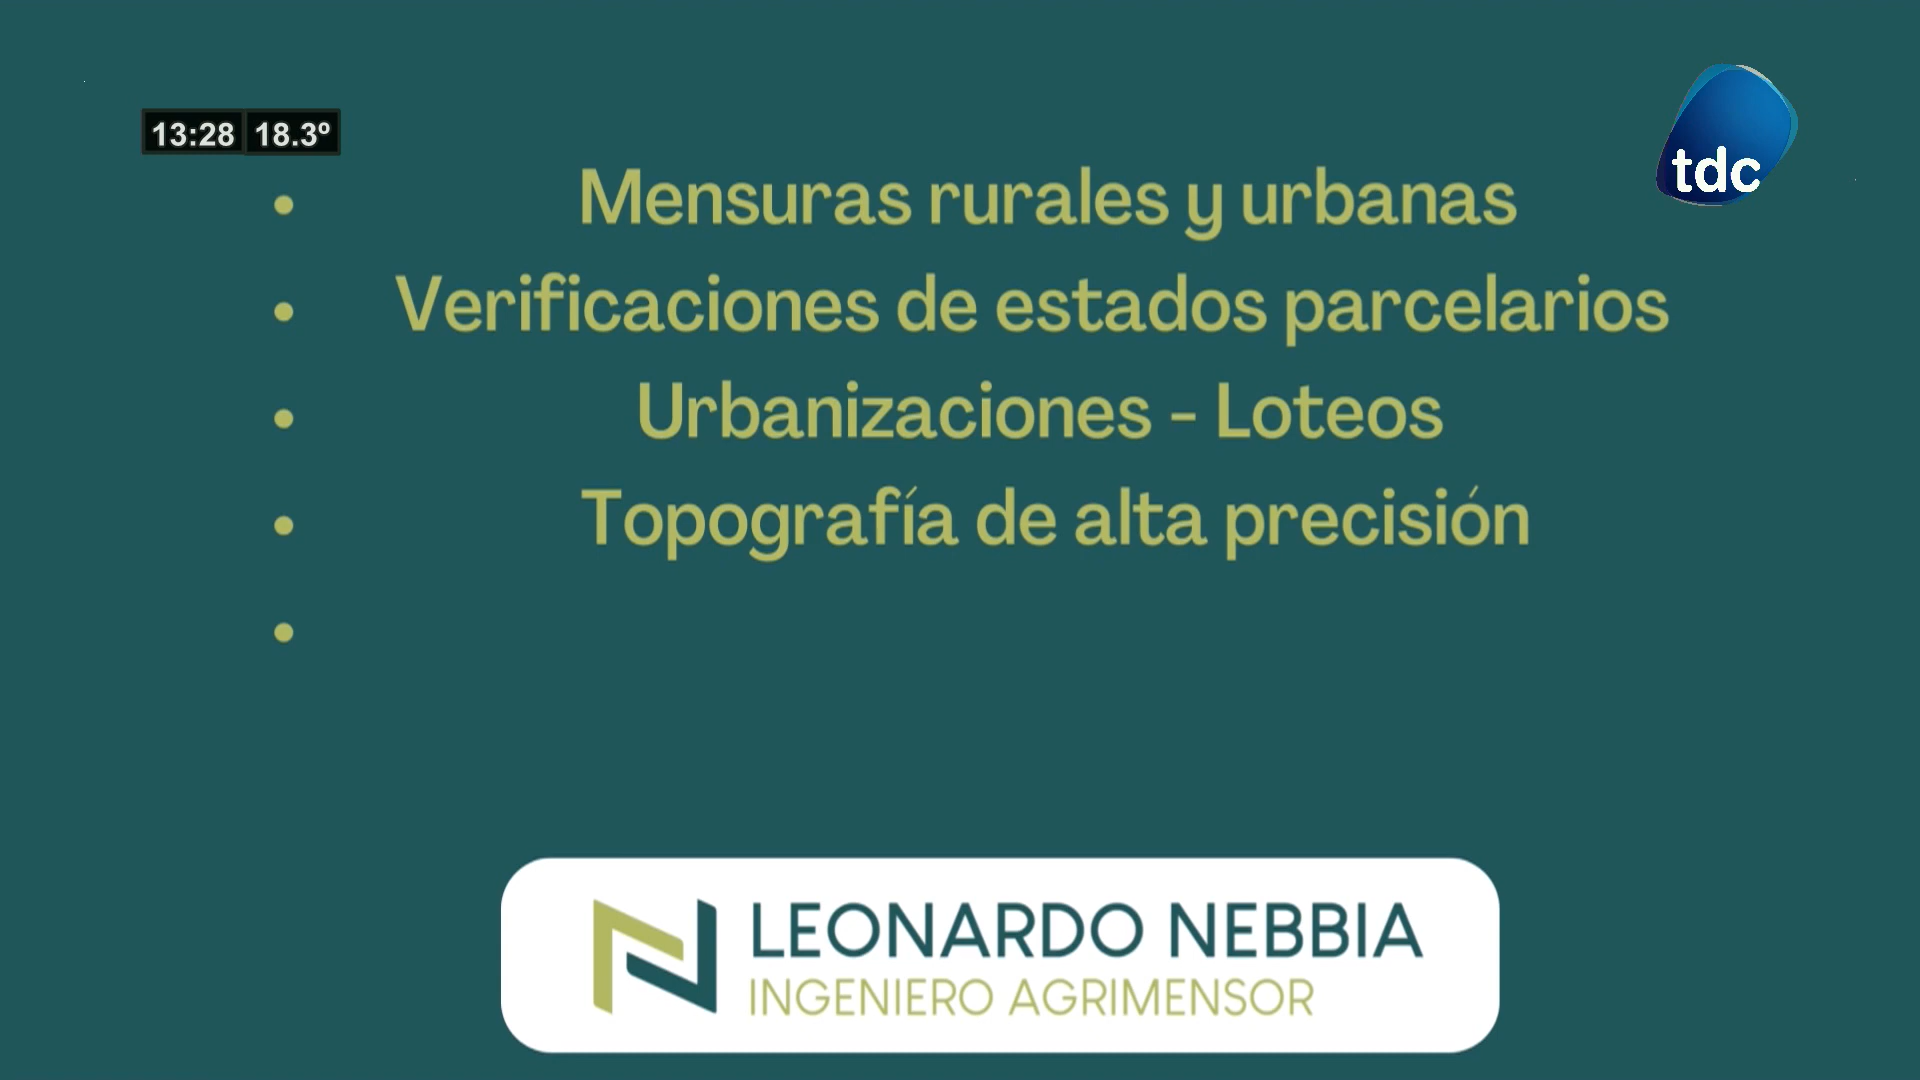 13:28 18.3º
tdc
• Mensuras rurales y urbanas
• Verificaciones de estados parcelarios
• Urbanizaciones - Loteos
• Topografía de alta precisión
•
LEONARDO NEBBIA
INGENIERO AGRIMENSOR